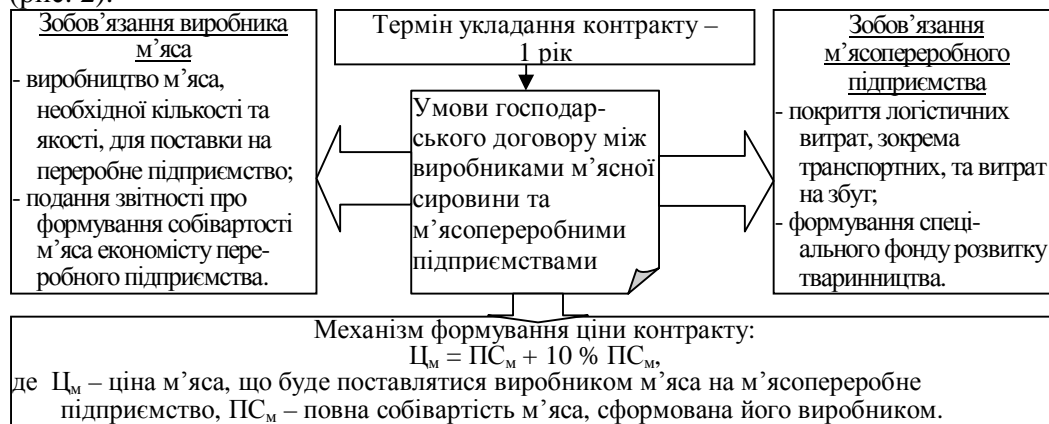 (рис. 2).
Зобов’язання виробника
м’яса
- виробництво м’яса,
необхідної кількості та
якості, для поставки на
переробне підприємство;
- подання звітності про
формування собівартості
м’яса економісту пере-
робного підприємства.
Термін укладання контракту –
1 рік
Умови господар-
ського договору між
виробниками м’ясної
сировини та
м’ясопереробними
підприємствами
Зобов’язання
м’ясопереробного
підприємства
- покриття логістичних
витрат, зокрема
транспортних, та витрат
на збут;
- формування спеці-
ального фонду розвитку
тваринництва.
Механізм формування ціни контракту:
Цм = ПСм + 10 % ПСм,
де Цм – ціна м’яса, що буде поставлятися виробником м’яса на м’ясопереробне
підприємство, ПСм – повна собівартість м’яса, сформована його виробником.